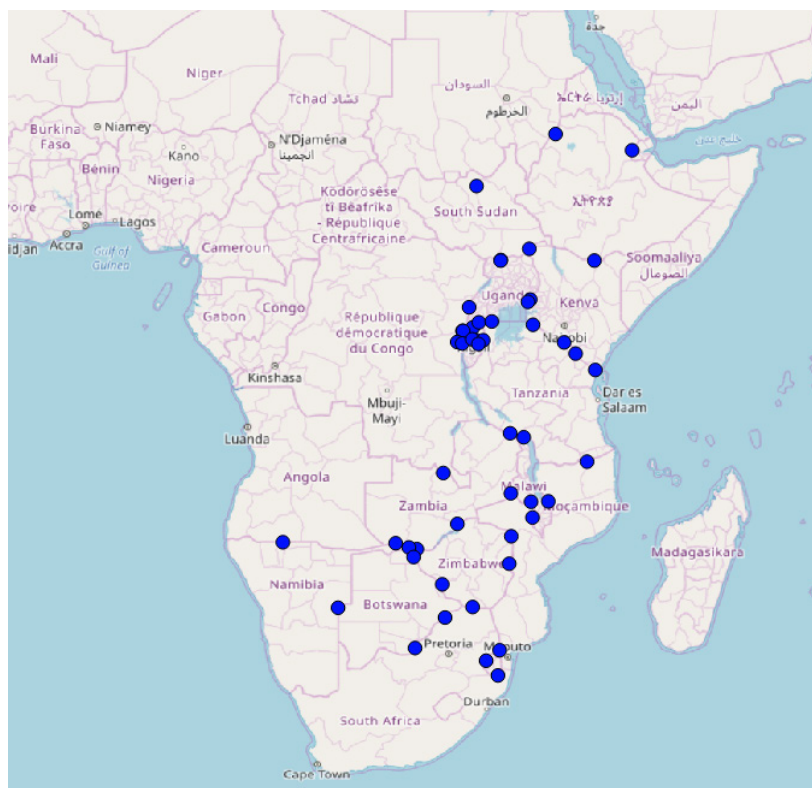 جدة
Mali
Niger
Tchad تشاد
السودان
ኤርትራ إرتريا
اليمن
الخرطوم
Niamey
Burkina
Faso
N'Djaména
انجمينا
خليج عدن
Kano
Bénin
Nigeria
Ködörösêse
tî Bêafrîka
- République
Centrafricaine
ኢትዮጵያ
South Sudan
voire
Lomé
Lagos
Accra
idjan
Gulf of
Guinea
Cameroun
Soomaaliya
الصومال
Uganda
Kenya
Gabon
Congo
République
démocratique
du Congo
Nairobi
Kinshasa
Tanzania
Mbuji-
Mayi
Dar es
Salaam
Luanda
Angola
Malawi
Zambia
Moçambique
Madagasikara
Zimbabwe
Namibia
Botswana
Pretoria
Maputo
Durban
South Africa
Cape Town